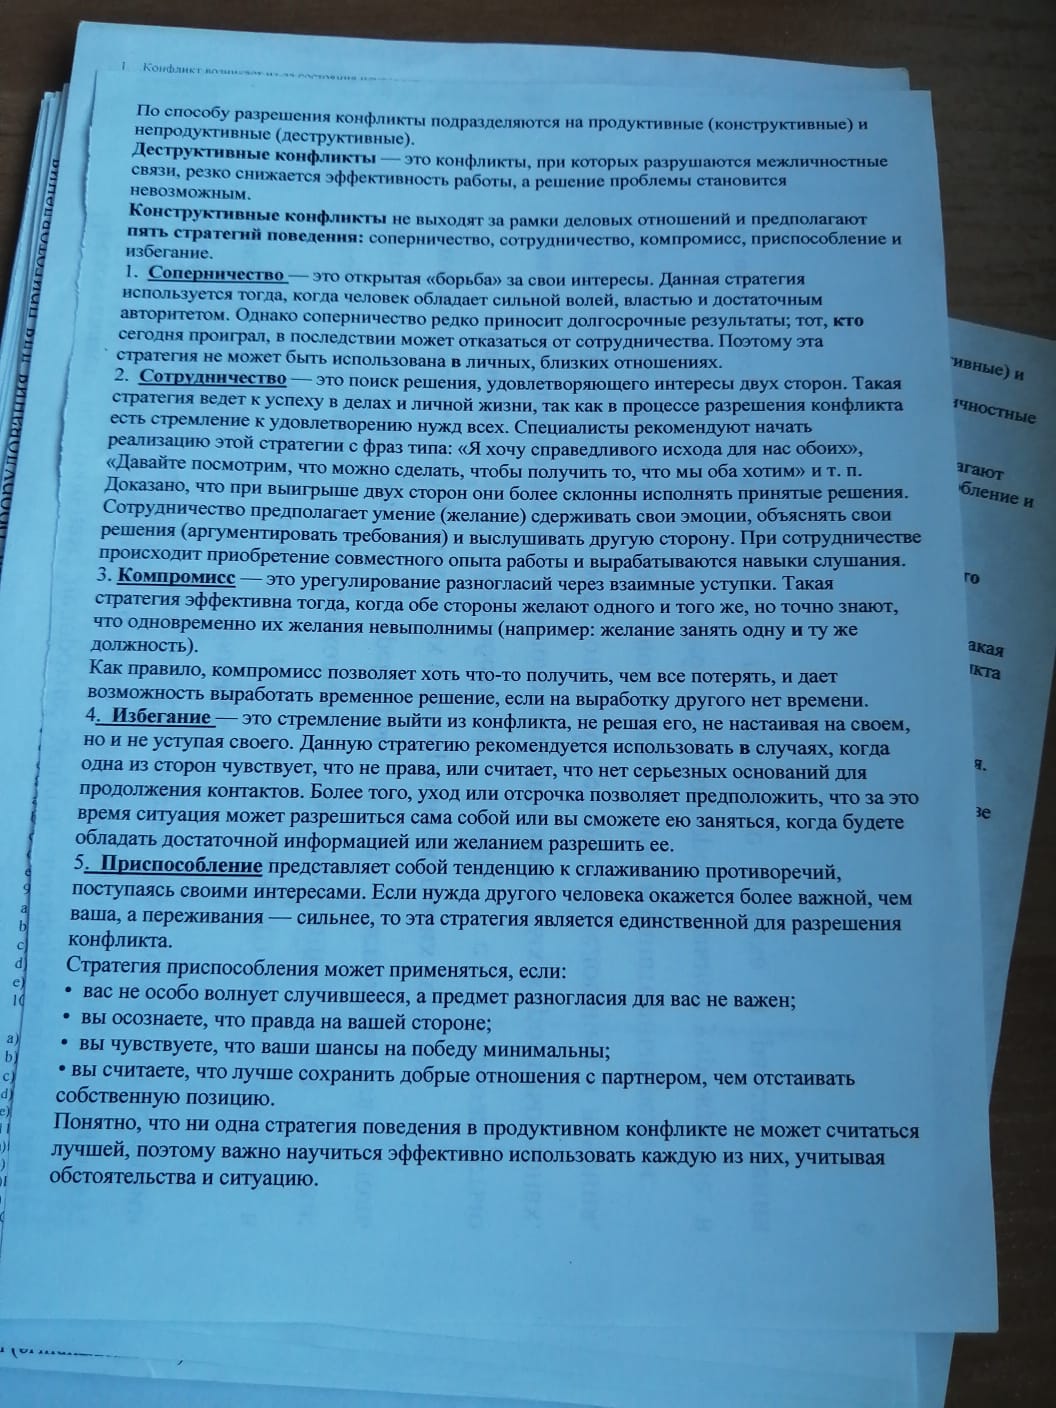 1. Конфликт возникает из-за состояния
По способу разрешения конфликты подразделяются на продуктивные (конструктивные) и
непродуктивные (деструктивные).
Деструктивные конфликты — это конфликты, при которых разрушаются межличностные
связи, резко снижается эффективность работы, а решение проблемы становится
невозможным.
Конструктивные конфликты не выходят за рамки деловых отношений и предполагают
пять стратегий поведения: соперничество, сотрудничество, компромисс, приспособление и
избегание.
1. Соперничество — это открытая «борьба» за свои интересы. Данная стратегия
используется тогда, когда человек обладает сильной волей, властью и достаточным
авторитетом. Однако соперничество редко приносит долгосрочные результаты; тот, кто
сегодня проиграл, в последствии может отказаться от сотрудничества. Поэтому эта
стратегия не может быть использована в личных, близких отношениях.
2. Сотрудничество — это поиск решения, удовлетворяющего интересы двух сторон. Такая
стратегия ведет к успеху в делах и личной жизни, так как в процессе разрешения конфликта
есть стремление к удовлетворению нужд всех. Специалисты рекомендуют начать
реализацию этой стратегии с фраз типа: «Я хочу справедливого исхода для нас обоих»,
«Давайте посмотрим, что можно сделать, чтобы получить то, что мы оба хотим» и т. п.
Доказано, что при выигрыше двух сторон они более склонны исполнять принятые решения.
Сотрудничество предполагает умение (желание) сдерживать свои эмоции, объяснять свои
решения (аргументировать требования) и выслушивать другую сторону. При сотрудничестве
происходит приобретение совместного опыта работы и вырабатываются навыки слушания.
3. Компромисс — это урегулирование разногласий через взаимные уступки. Такая
стратегия эффективна тогда, когда обе стороны желают одного и того же, но точно знают,
что одновременно их желания невыполнимы (например: желание занять одну и ту же
должность).
Как правило, компромисс позволяет хоть что-то получить, чем все потерять, и дает
возможность выработать временное решение, если на выработку другого нет времени.
4. Избегание — это стремление выйти из конфликта, не решая его, не настаивая на своем,
но и не уступая своего. Данную стратегию рекомендуется использовать в случаях, когда
одна из сторон чувствует, что не права, или считает, что нет серьезных оснований для
продолжения контактов. Более того, уход или отсрочка позволяет предположить, что за это
время ситуация может разрешиться сама собой или вы сможете ею заняться, когда будете
обладать достаточной информацией или желанием разрешить ее.
5. Приспособление представляет собой тенденцию к сглаживанию противоречий,
поступаясь своими интересами. Если нужда другого человека окажется более важной, чем
ваша, а переживания — сильнее, то эта стратегия является единственной для разрешения
конфликта.
Стратегия приспособления может применяться, если:
• вас не особо волнует случившееся, а предмет разногласия для вас не важен;
• вы осознаете, что правда на вашей стороне;
• вы чувствуете, что ваши шансы на победу минимальны;
• вы считаете, что лучше сохранить добрые отношения с партнером, чем отстаивать
собственную позицию.
Понятно, что ни одна стратегия поведения в продуктивном конфликте не может считаться
лучшей, поэтому важно научиться эффективно использовать каждую из них, учитывая
обстоятельства и ситуацию.